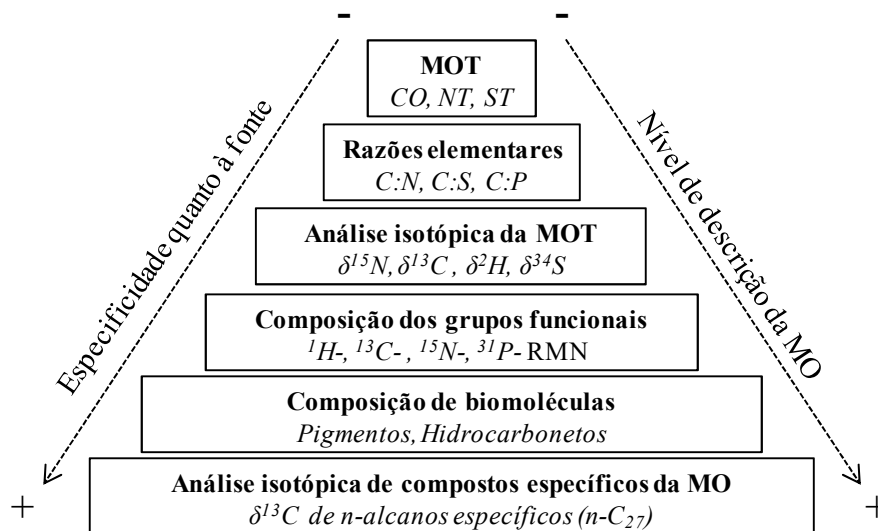 - -
MOT
CO, NT, ST
Razões elementares
C:N, C:S, C:P
Análise isotópica da MOT
δ¹⁵N, δ¹³C , δ²H, δ³⁴S
Composição dos grupos funcionais
¹H-, ¹³C- , ¹⁵N-, ³¹P- RMN
Composição de biomoléculas
Pigmentos, Hidrocarbonetos
Análise isotópica de compostos específicos da MO
δ¹³C de n-alcanos específicos (n-C₂₇)
Especificidade quanto à fonte
Nível de descrição da MO
+ +